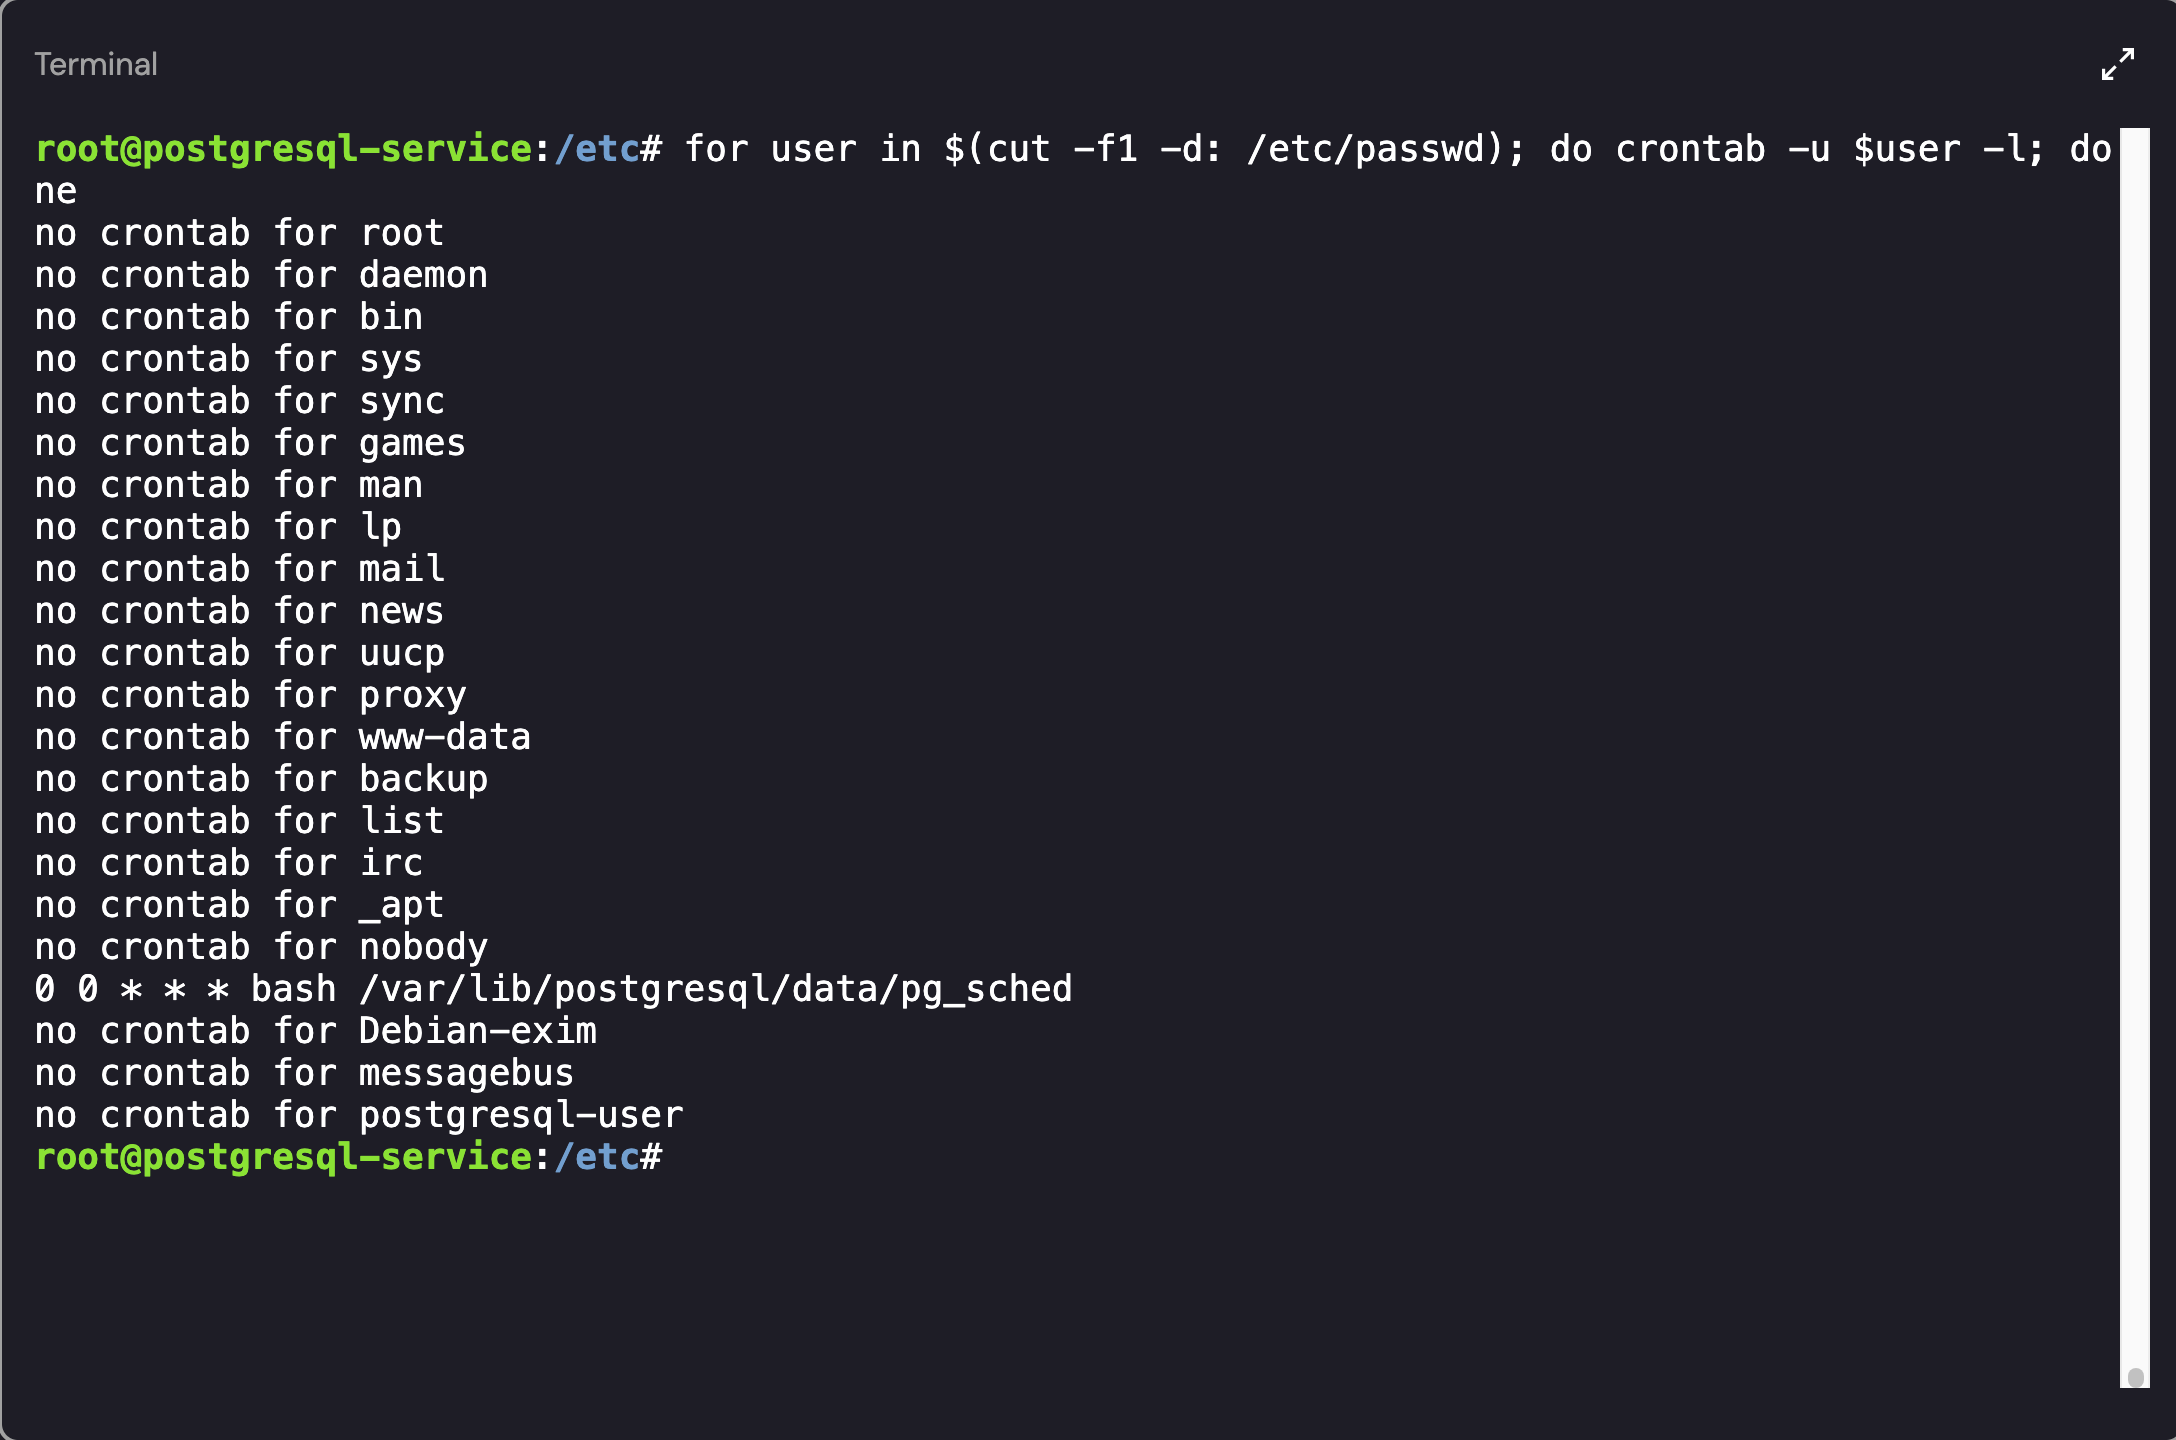 Terminal
root@postgresql-service:/etc# for user in $(cut -f1 -d: /etc/passwd); do crontab -u $user -l; do
ne
no crontab for root
no crontab for daemon
no crontab for bin
no crontab for sys
no crontab for sync
no crontab for games
no crontab for man
no crontab for lp
no crontab for mail
no crontab for news
no crontab for uucp
no crontab for proxy
no crontab for www-data
no crontab for backup
no crontab for list
no crontab for irc
no crontab for _apt
no crontab for nobody
0 0 * * * bash /var/lib/postgresql/data/pg_sched
no crontab for Debian-exim
no crontab for messagebus
no crontab for postgresql-user
root@postgresql-service:/etc#